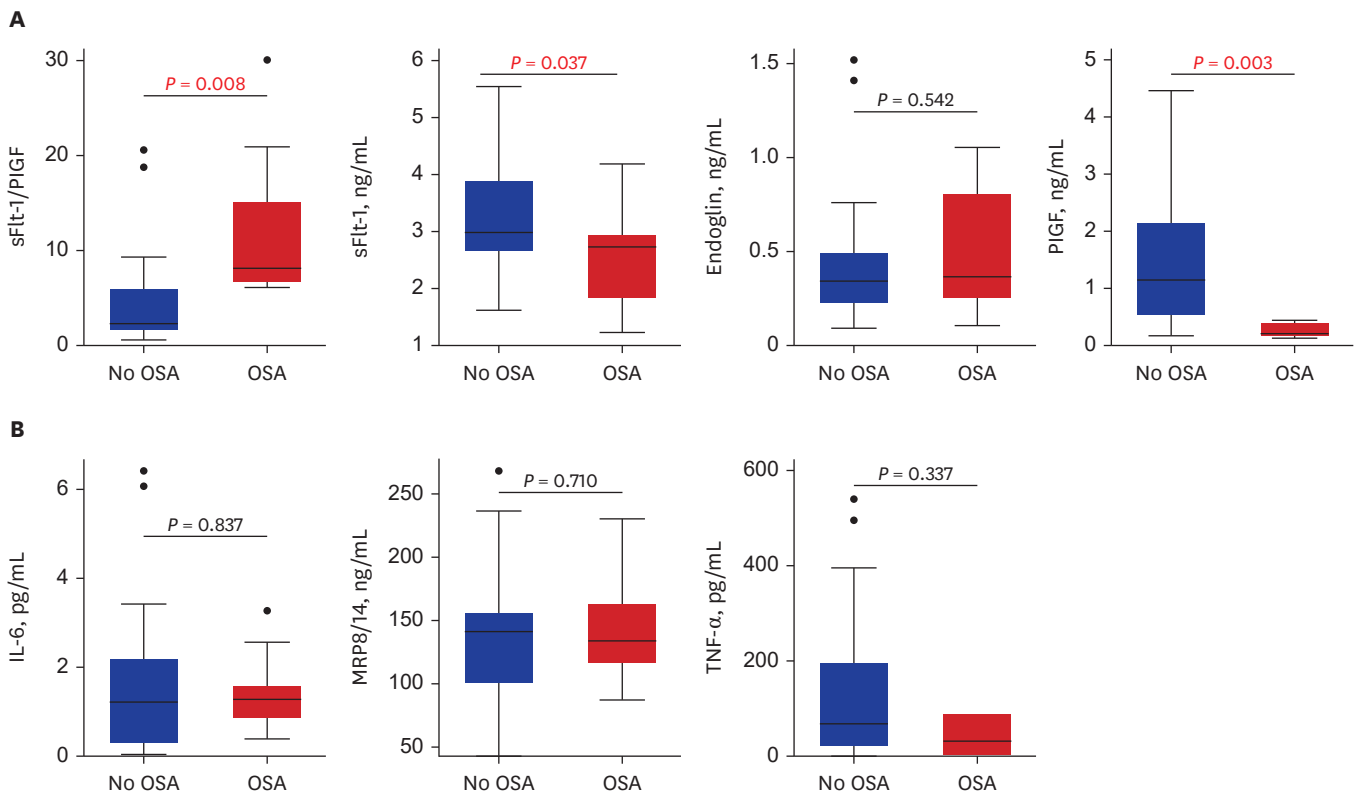 A
sFlt-1/PIGF
30
20
10
0
P = 0.008
No OSA
OSA
sFlt-1, ng/mL
6
5
4
3
2
1
P = 0.037
No OSA
OSA
Endoglin, ng/mL
1.5
1.0
0.5
0
P = 0.542
No OSA
OSA
PIGF, ng/mL
5
4
3
2
1
0
P = 0.003
No OSA
OSA
B
IL-6, pg/mL
6
4
2
0
P = 0.837
No OSA
OSA
MRP8/14, ng/mL
250
200
150
100
50
P = 0.710
No OSA
OSA
TNF-α, pg/mL
600
400
200
0
P = 0.337
No OSA
OSA